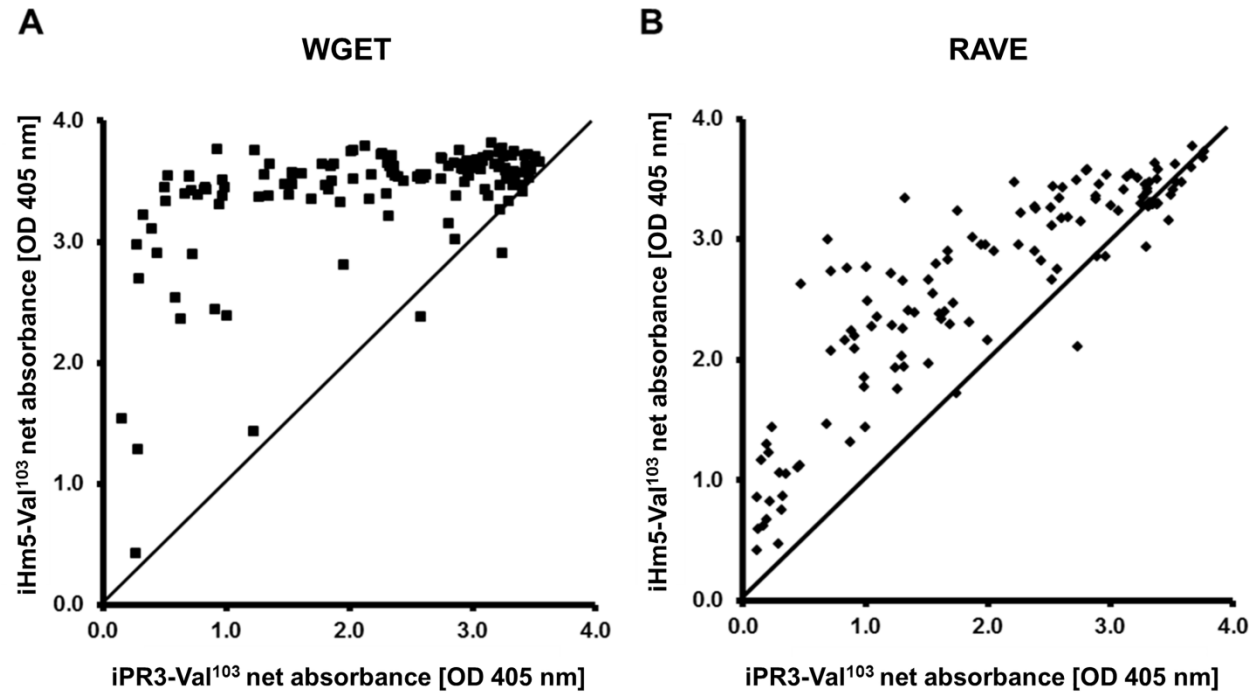 A
WGET
iHm5-Val¹⁰³ net absorbance [OD 405 nm]
4.0
3.0
2.0
1.0
0.0
0.0 1.0 2.0 3.0 4.0
iPR3-Val¹⁰³ net absorbance [OD 405 nm]
B
RAVE
iHm5-Val¹⁰³ net absorbance [OD 405 nm]
4.0
3.0
2.0
1.0
0.0
0.0 1.0 2.0 3.0 4.0
iPR3-Val¹⁰³ net absorbance [OD 405 nm]